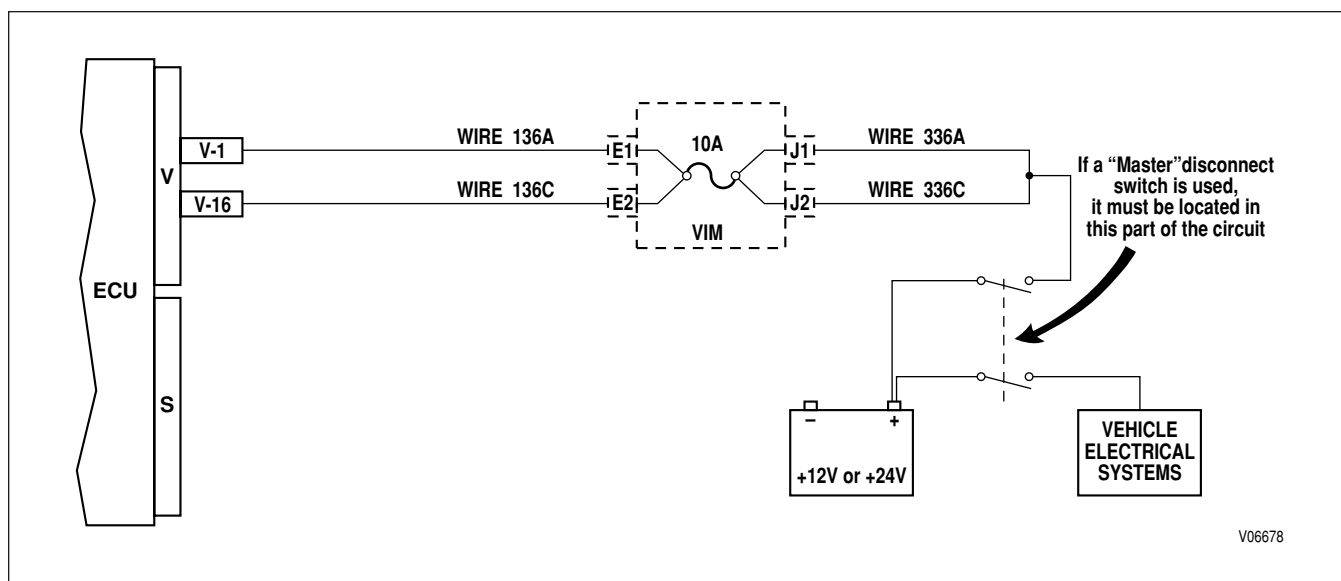 V-1
WIRE 136A
E1
10A
J1
WIRE 336A
V
V-16
WIRE 136C
E2
J2
WIRE 336C
VIM
If a “Master”disconnect
switch is used,
it must be located in
this part of the circuit
ECU
S
– +
+12V or +24V
VEHICLE
ELECTRICAL
SYSTEMS
V06678